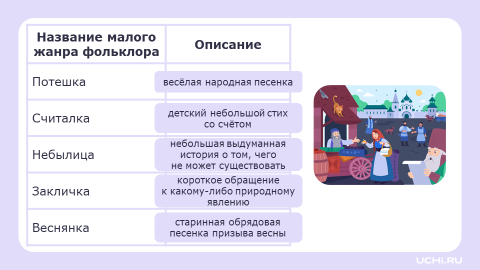 Название малого
жанра фольклора
Описание
Потешка
весёлая народная песенка
Считалка
детский небольшой стих
со счётом
Небылица
небольшая выдуманная
история о том, чего
не может существовать
Закличка
короткое обращение
к какому-либо природному
явлению
Веснянка
старинная обрядовая
песенка призыва весны
UCHi.RU